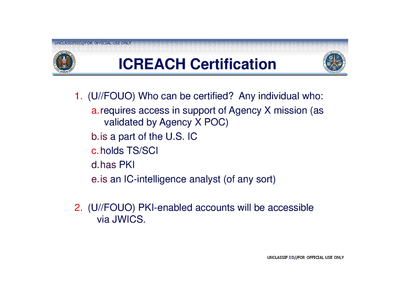 UNCLASSIFIED//FOR OFFICIAL USE ONLY
ICREACH Certification
1. (U//FOUO) Who can be certified? Any individual who:
a.requires access in support of Agency X mission (as
validated by Agency X POC)
b.is a part of the U.S. IC
c.holds TS/SCI
d.has PKI
e.is an IC-intelligence analyst (of any sort)
2. (U//FOUO) PKI-enabled accounts will be accessible
via JWICS.
UNCLASSIFIED//FOR OFFICIAL USE ONLY